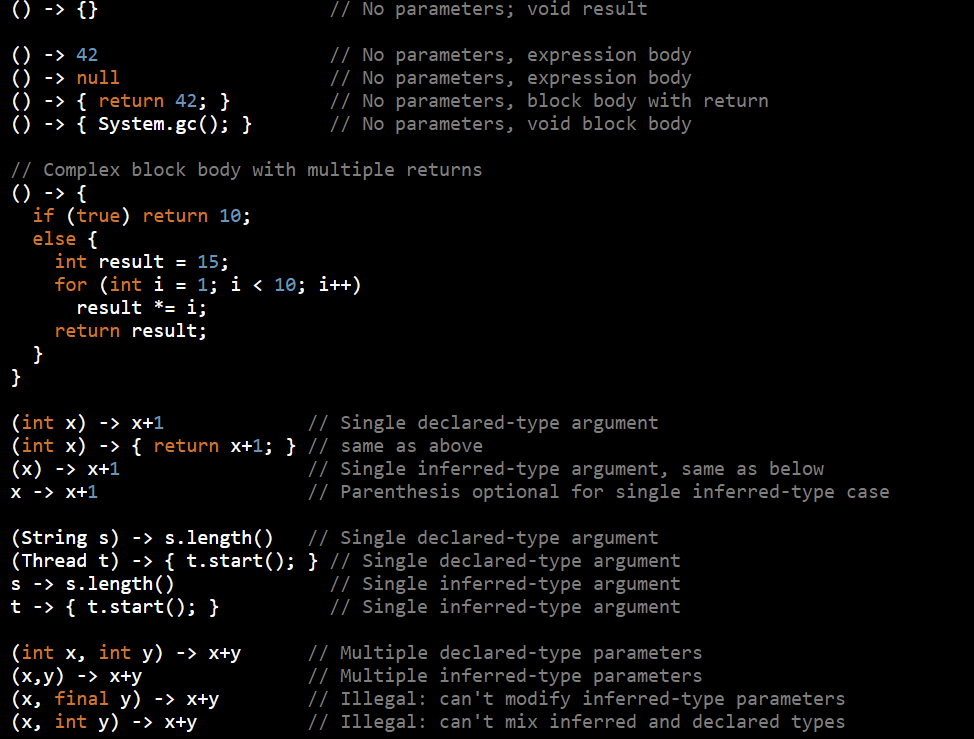 () -> {}                     // No parameters; void result

() -> 42                     // No parameters, expression body
() -> null                   // No parameters, expression body
() -> { return 42; }         // No parameters, block body with return
() -> { System.gc(); }       // No parameters, void block body

// Complex block body with multiple returns
() -> {
  if (true) return 10;
  else {
    int result = 15;
    for (int i = 1; i < 10; i++)
      result *= i;
    return result;
  }
}

(int x) -> x+1             // Single declared-type argument
(int x) -> { return x+1; } // same as above
(x) -> x+1                 // Single inferred-type argument, same as below
x -> x+1                   // Parenthesis optional for single inferred-type case

(String s) -> s.length()   // Single declared-type argument
(Thread t) -> { t.start(); } // Single declared-type argument
s -> s.length()              // Single inferred-type argument
t -> { t.start(); }          // Single inferred-type argument

(int x, int y) -> x+y      // Multiple declared-type parameters
(x,y) -> x+y               // Multiple inferred-type parameters
(x, final y) -> x+y        // Illegal: can't modify inferred-type parameters
(x, int y) -> x+y          // Illegal: can't mix inferred and declared types